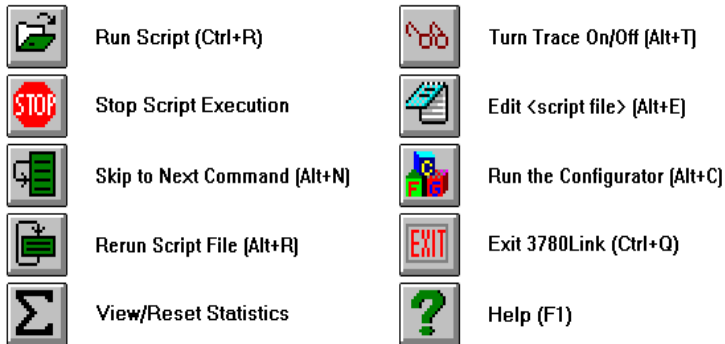 Run Script (Ctrl+R)
STOP Stop Script Execution
Skip to Next Command (Alt+N)
Rerun Script File (Alt+R)
Σ View/Reset Statistics
Turn Trace On/Off (Alt+T)
Edit <script file> (Alt+E)
C F G Run the Configurator (Alt+C)
EXIT Exit 3780Link (Ctrl+Q)
? Help (F1)